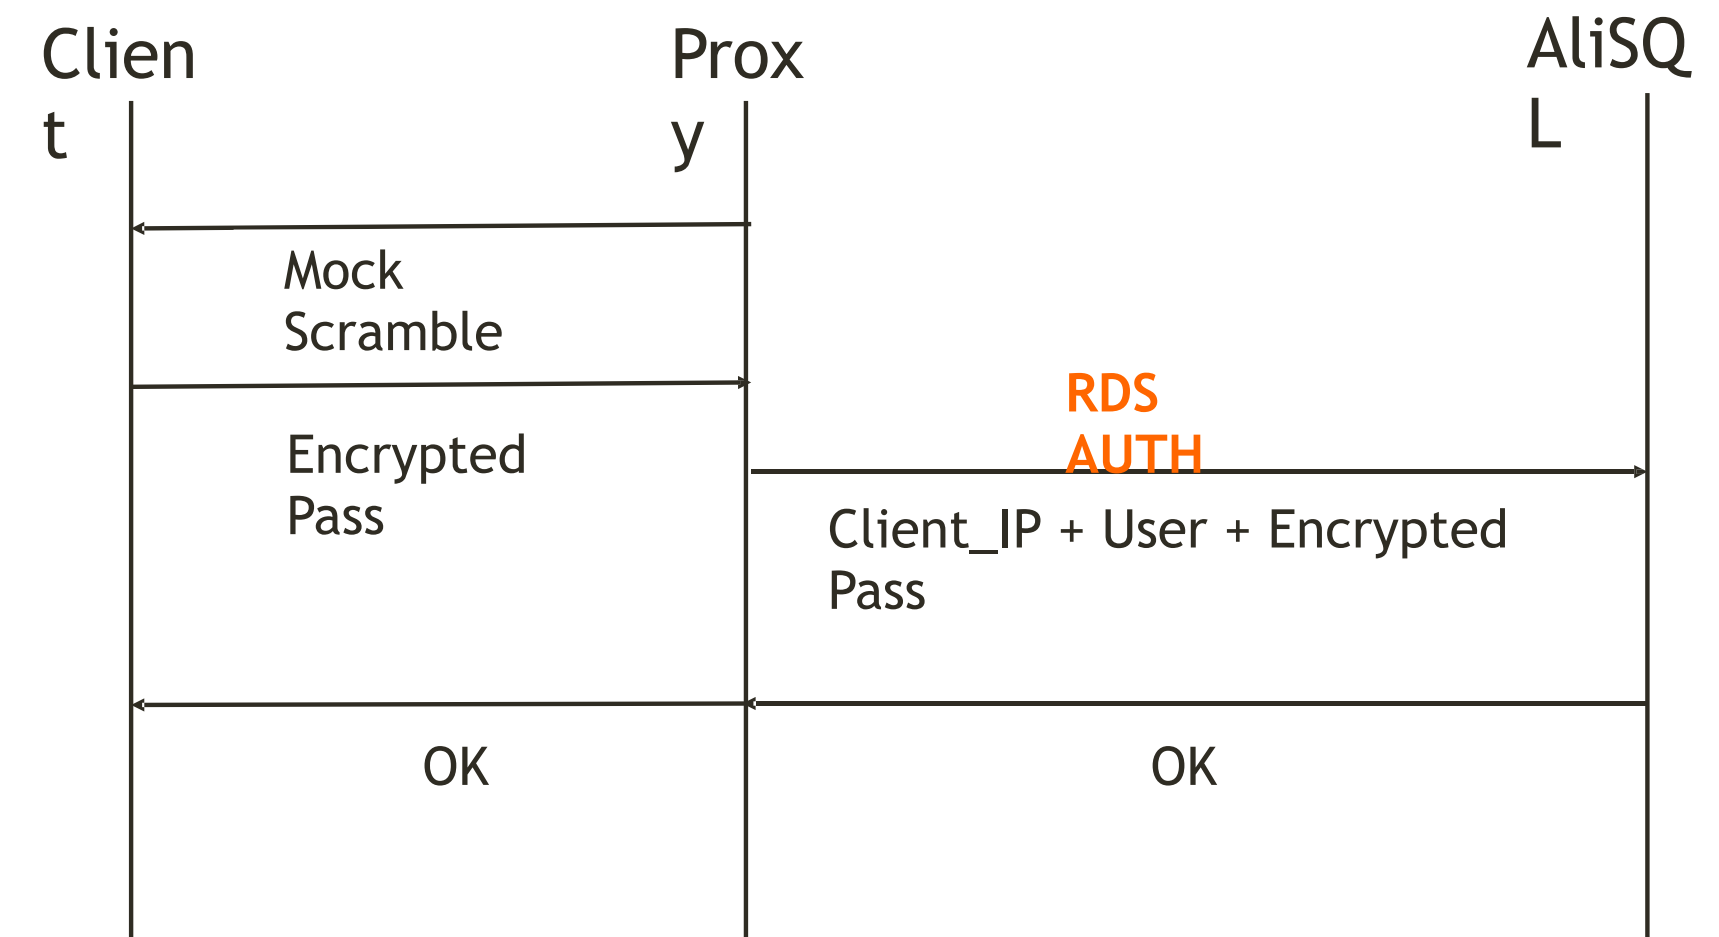 Clien
t
Prox
y
AliSQ
L
Mock
Scramble
Encrypted
Pass
RDS
AUTH
Client_IP + User + Encrypted
Pass
OK
OK